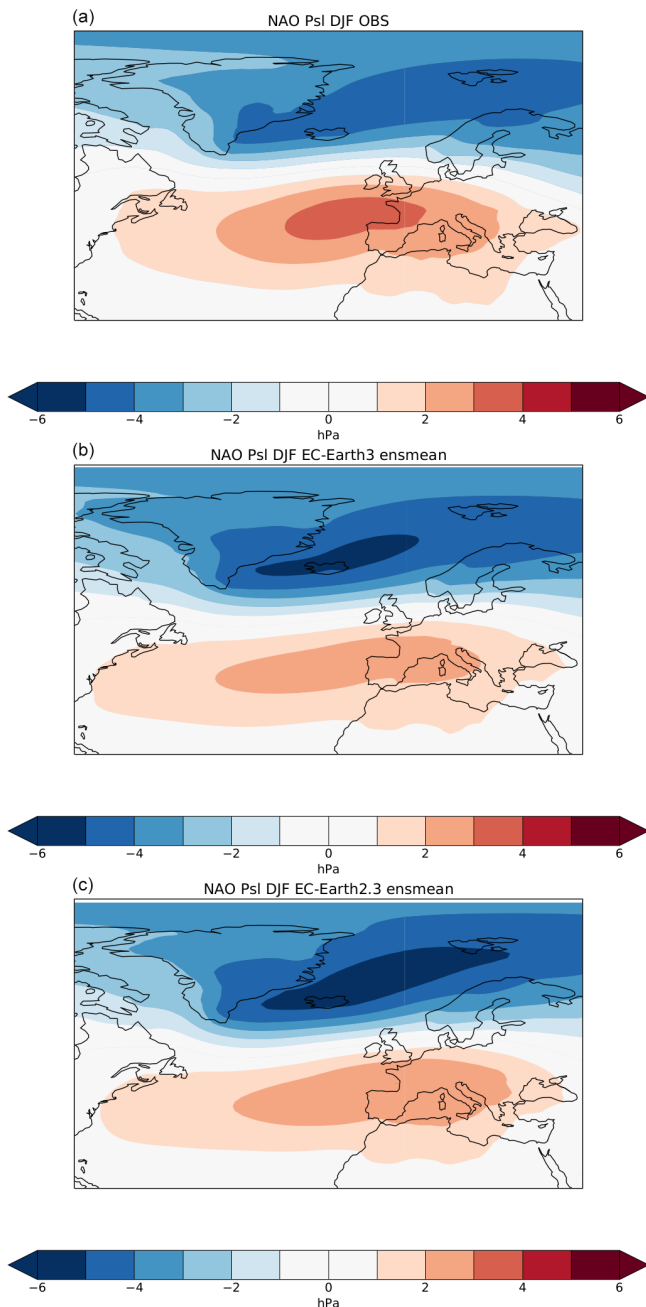 (a)
NAO Psl DJF OBS
−6 −4 −2 0 2 4 6
hPa
(b)
NAO Psl DJF EC-Earth3 ensmean
−6 −4 −2 0 2 4 6
hPa
(c)
NAO Psl DJF EC-Earth2.3 ensmean
−6 −4 −2 0 2 4 6
hPa